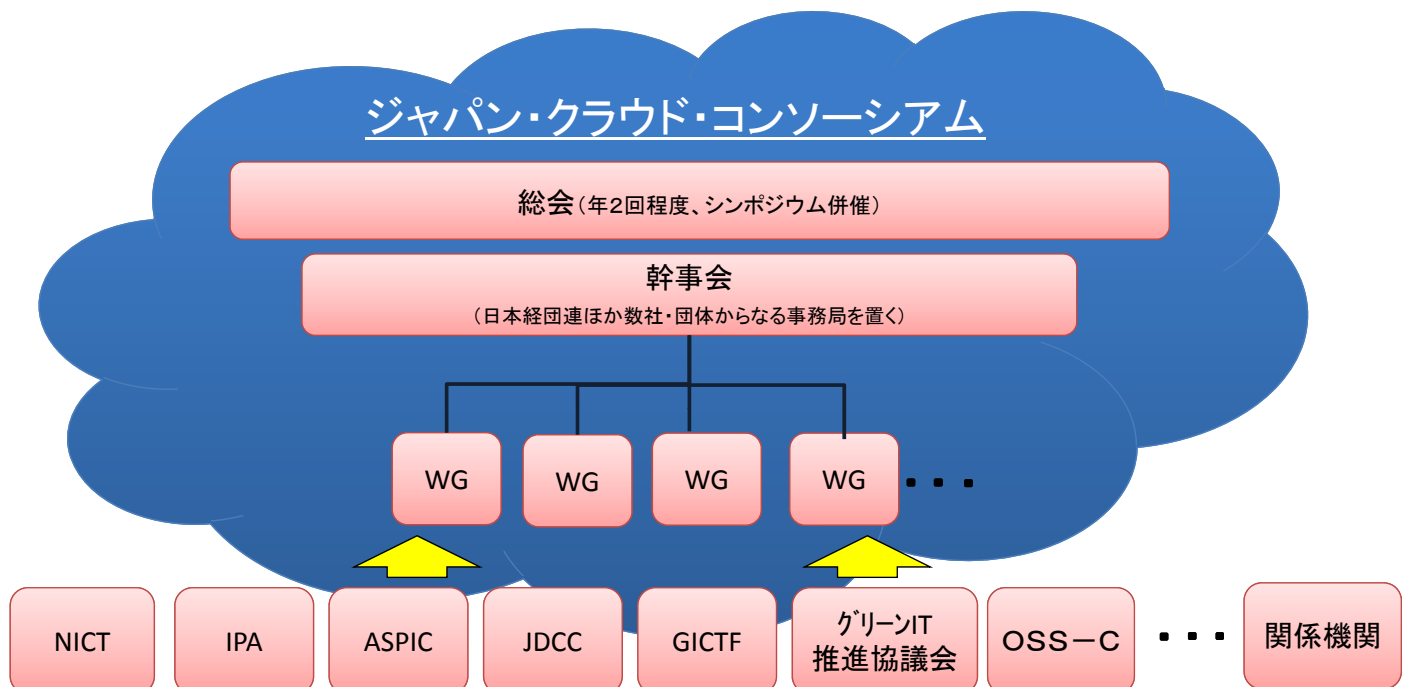 ジャパン・クラウド・コンソーシアム
総会(年2回程度、シンポジウム併催)
幹事会
(日本経団連ほか数社・団体からなる事務局を置く)
WG
WG
WG
WG
・・・
NICT
IPA
ASPIC
JDCC
GICTF
グリーンIT
推進協議会
OSS-C
・・・
関係機関